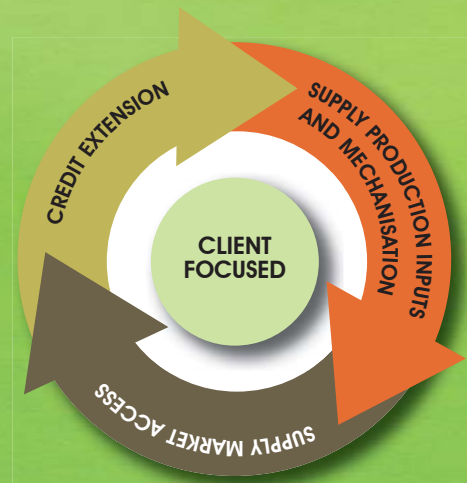 CREDIT EXTENSION
SUPPLY PRODUCTION INPUTS
AND MECHANISATION
CLIENT
FOCUSED
SUPPLY MARKET ACCESS